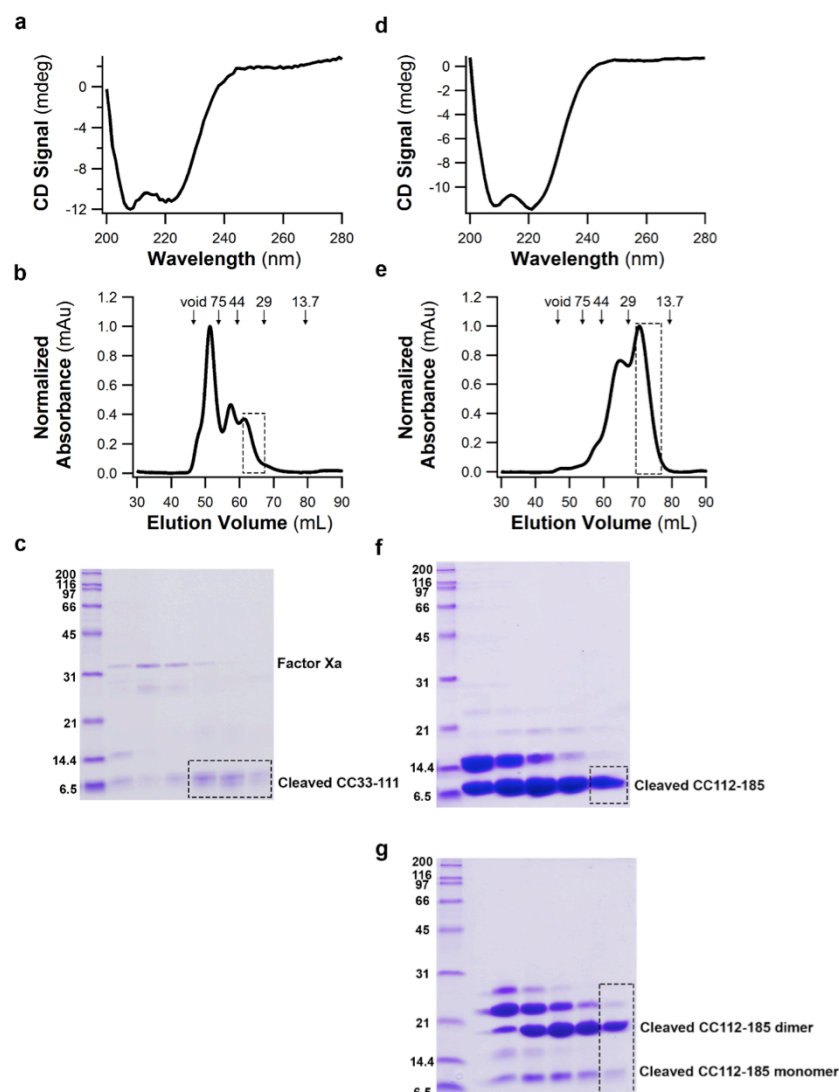 a
CD Signal (mdeg)
0
-4
-8
-12
200 220 240 260 280
Wavelength (nm)
b
Normalized
Absorbance (mAu)
void 75 44 29 13.7
1.2
1.0
0.8
0.6
0.4
0.2
0.0
30 40 50 60 70 80 90
Elution Volume (mL)
c
200
116
97
66
45
31
21
14.4
6.5
Factor Xa
Cleaved CC33-111
d
CD Signal (mdeg)
0
-2
-4
-6
-8
-10
200 220 240 260 280
Wavelength (nm)
e
Normalized
Absorbance (mAu)
void 75 44 29 13.7
1.2
1.0
0.8
0.6
0.4
0.2
0.0
30 40 50 60 70 80 90
Elution Volume (mL)
f
200
116
97
66
45
31
21
14.4
6.5
Cleaved CC112-185
g
200
116
97
66
45
31
21
14.4
6.5
Cleaved CC112-185 dimer
Cleaved CC112-185 monomer